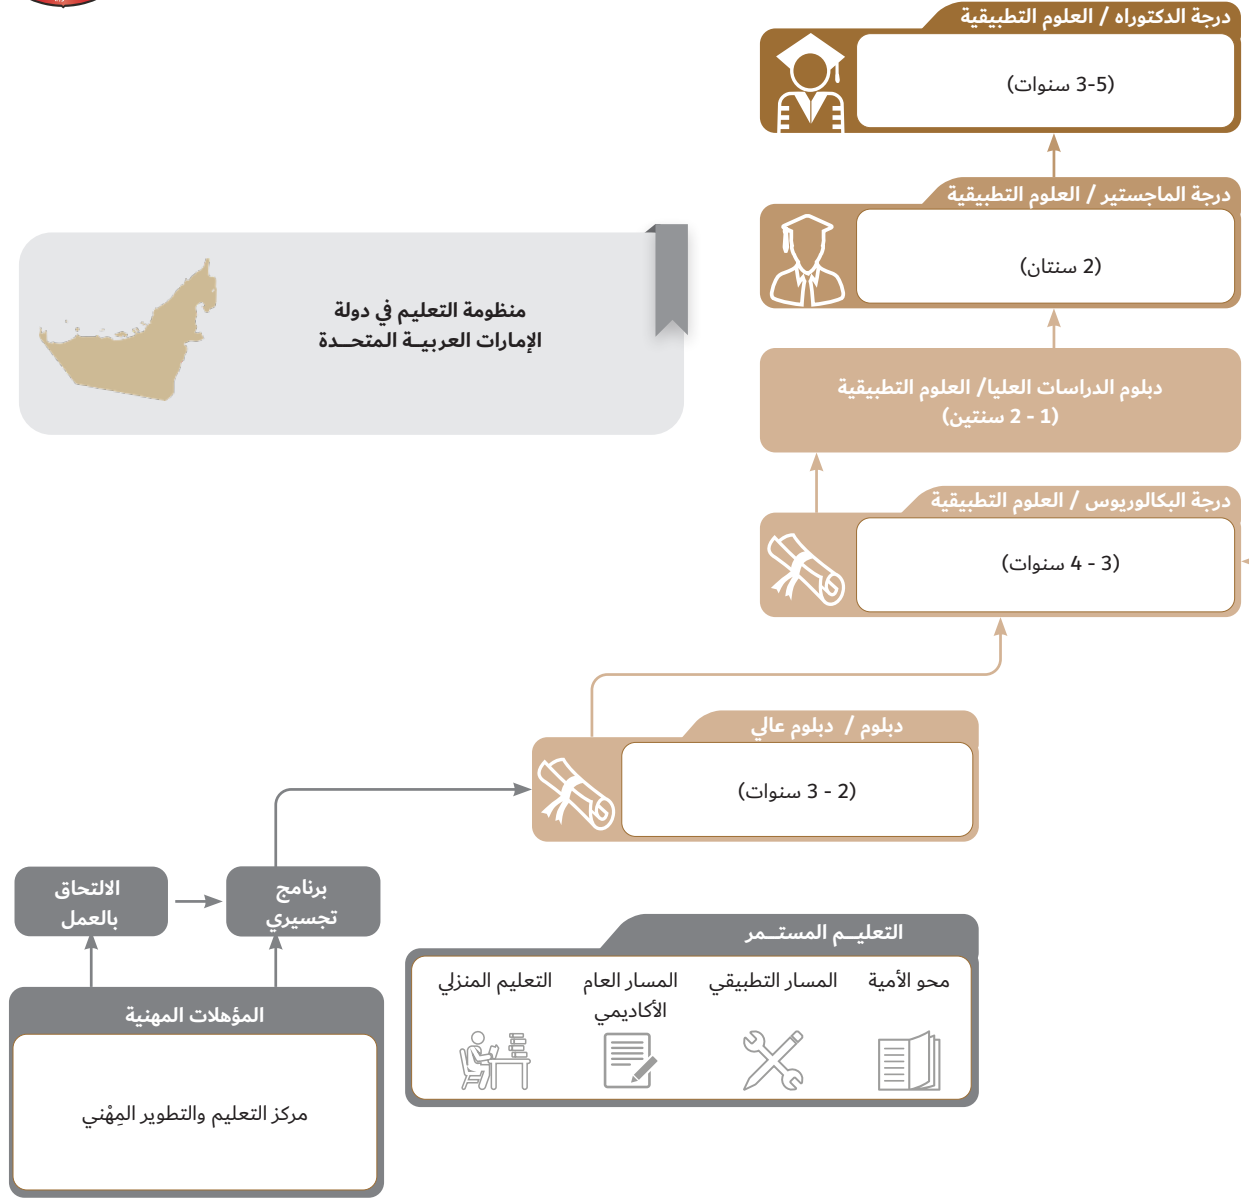 درجة الدكتوراه / العلوم التطبيقية
(3-5 سنوات)
درجة الماجستير / العلوم التطبيقية
(2 سنتان)
منظومة التعليم في دولة
الإمارات العربيــة المتحــدة
دبلوم الدراسات العليا/ العلوم التطبيقية
(1 - 2 سنتين)
درجة البكالوريوس / العلوم التطبيقية
(3 - 4 سنوات)
دبلوم / دبلوم عالي
(2 - 3 سنوات)
برنامج
تجسيري
الالتحاق
بالعمل
التعليــم المستــمر
محو الأمية
المسار التطبيقي
المسار العام
الأكاديمي
التعليم المنزلي
المؤهلات المهنية
مركز التعليم والتطوير المِهْني